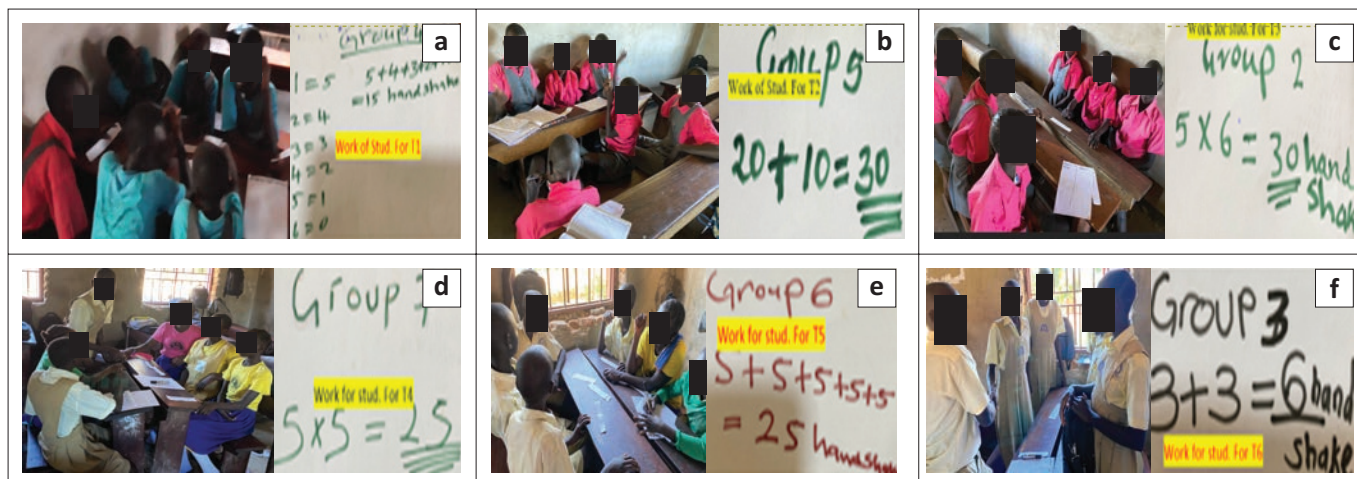 a
Group 4
1 = 5
5+4+3+2+1
= 15 handshake
2 = 4
3 = 3
Work of Stud. For T1
4 = 2
5 = 1
6 = 0
b
Group 5
Work of Stud. For T2
20 + 10 = 30
c
Work for stud. For T3
Group 2
5 X 6 = 30 hand
shake
d
Group
Work for stud. For T4
5 x 5 = 25
e
Group 6
Work for stud. For T5
5 + 5 + 5 + 5 + 5
= 25 handshake
f
Group 3
3 + 3 = 6 hand
shake
Work for stud. For T6